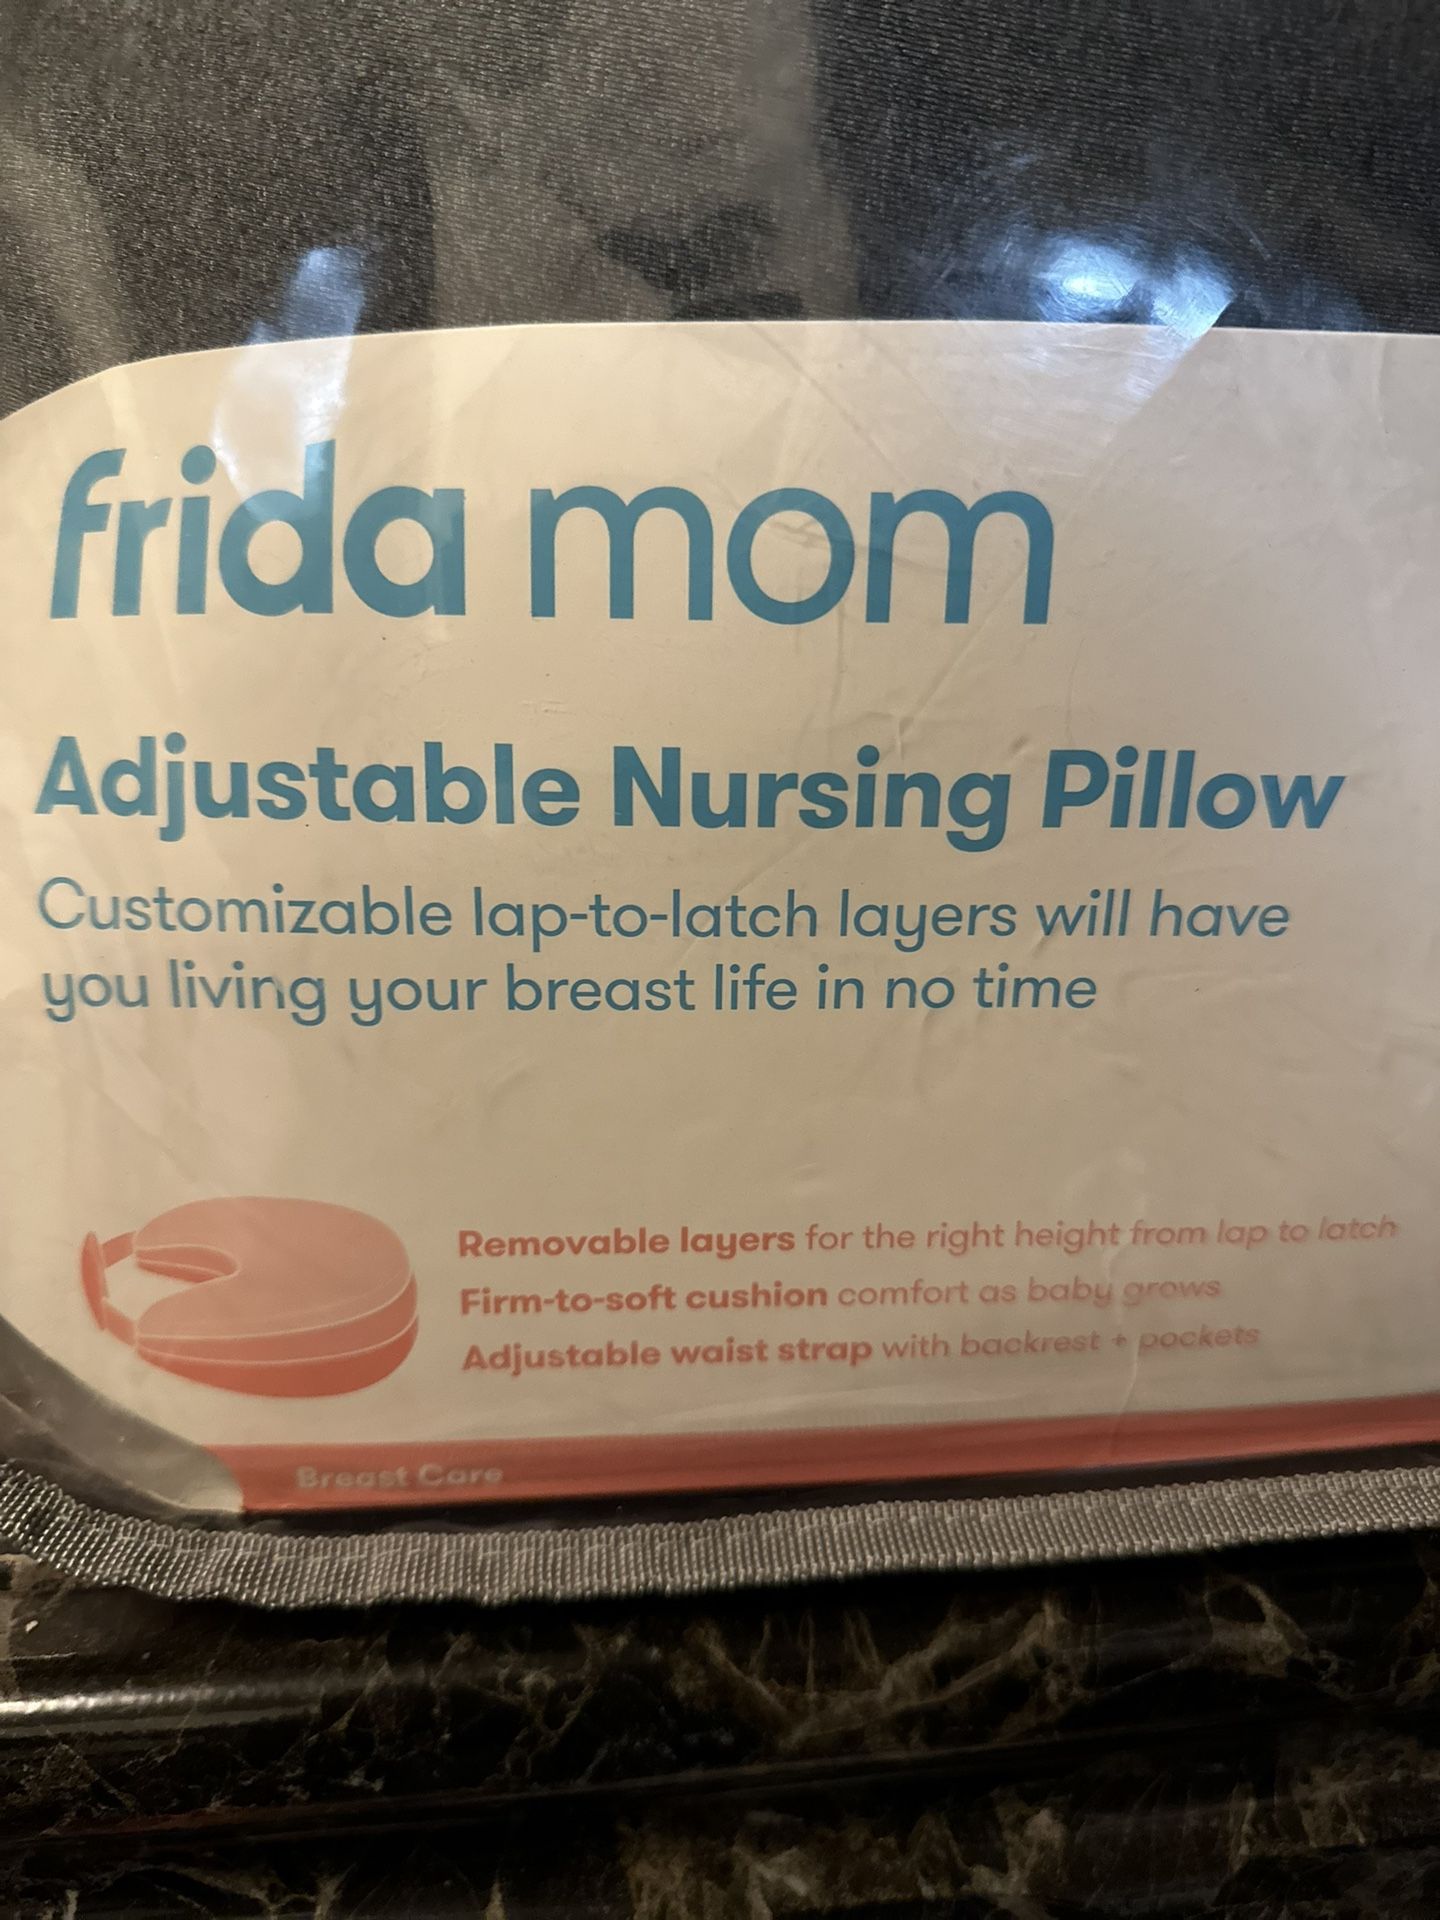 frida mom
Adjustable Nursing Pillow
Customizable lap-to-latch layers will have
you living your breast life in no time
Removable layers for the right height from lap to latch
Firm-to-soft cushion comfort as baby grows
Adjustable waist strap with backrest + pockets
Breast Care